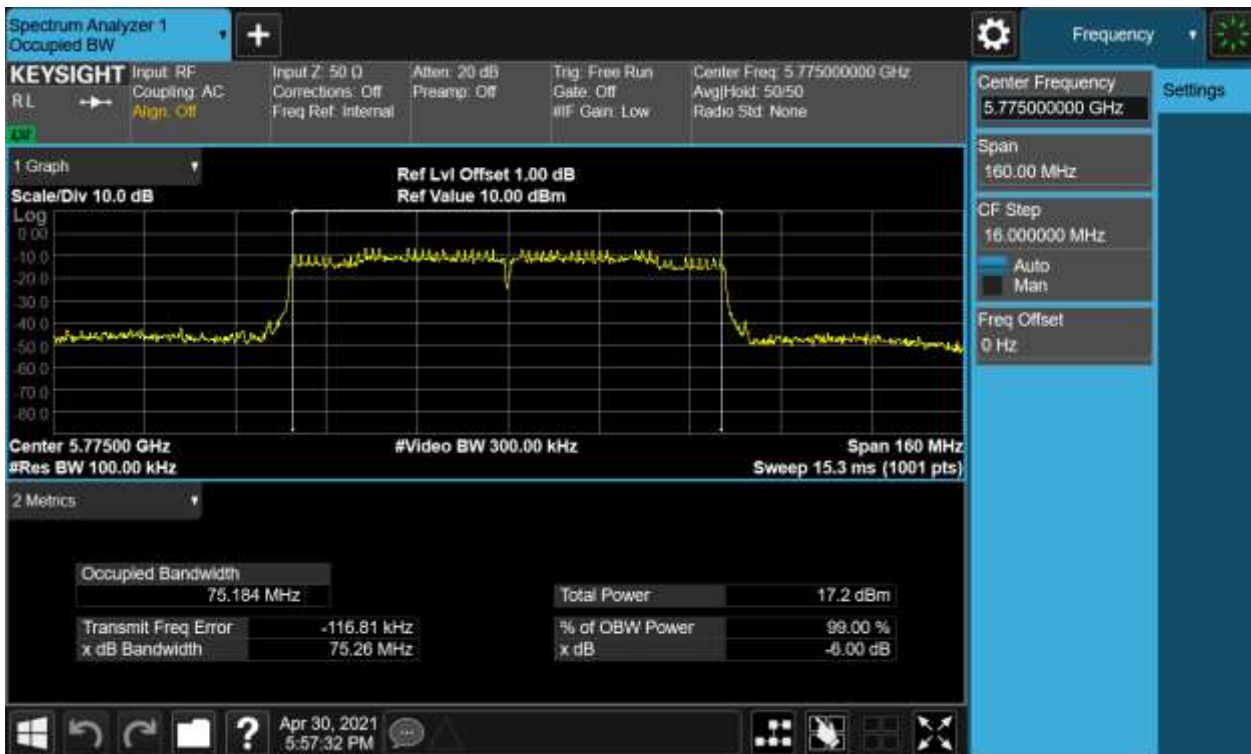 Spectrum Analyzer 1
Occupied BW
Frequency
KEYSIGHT
RL
Input: RF
Coupling: AC
Align: Off
Input Z: 50 Ω
Corrections: Off
Freq Ref: Internal
Atten: 20 dB
Preamp: Off
Trig: Free Run
Gate: Off
#IF Gain: Low
Center Freq: 5.775000000 GHz
Avg|Hold: 50/50
Radio Std: None
Center Frequency
5.775000000 GHz
Settings
Span
160.00 MHz
CF Step
16.000000 MHz
Auto
Man
Freq Offset
0 Hz
1 Graph
Scale/Div 10.0 dB
Ref Lvl Offset 1.00 dB
Ref Value 10.00 dBm
Log
0.00
-10.0
-20.0
-30.0
-40.0
-50.0
-60.0
-70.0
-80.0
Center 5.77500 GHz
#Video BW 300.00 kHz
Span 160 MHz
#Res BW 100.00 kHz
Sweep 15.3 ms (1001 pts)
2 Metrics
Occupied Bandwidth
75.184 MHz
Total Power 17.2 dBm
Transmit Freq Error -116.81 kHz
% of OBW Power 99.00 %
x dB Bandwidth 75.26 MHz
x dB -6.00 dB
?
Apr 30, 2021
5:57:32 PM